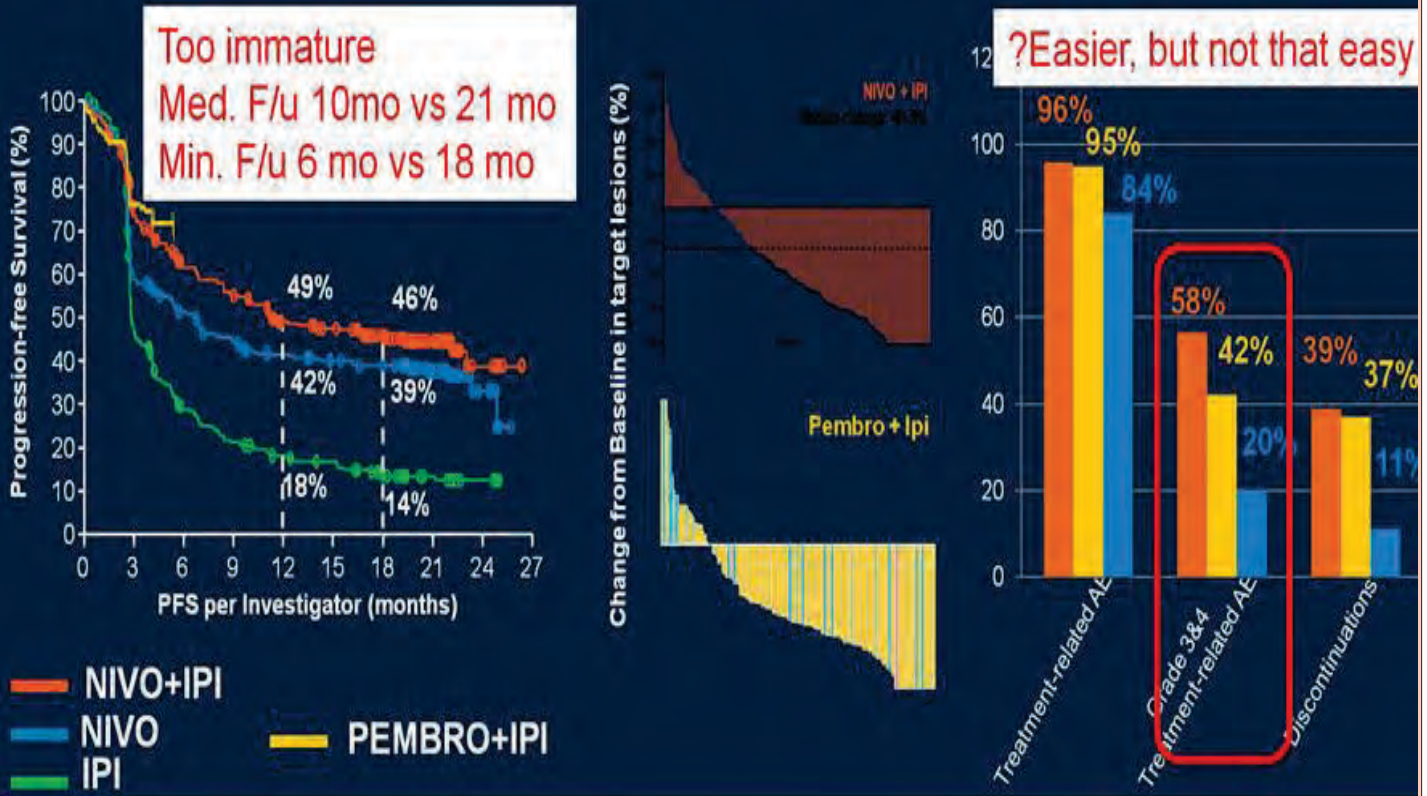 Too immature
Med. F/u 10mo vs 21 mo
Min. F/u 6 mo vs 18 mo
Progression-free Survival (%)
100
90
80
70
60
50
40
30
20
10
0
49%
46%
42%
39%
18%
14%
0 3 6 9 12 15 18 21 24 27
PFS per Investigator (months)
NIVO+IPI
NIVO
IPI
PEMBRO+IPI
Change from Baseline in target lesions (%)
NIVO + IPI
Pembro + Ipi
?Easier, but not that easy
12
100
80
60
40
20
0
96%
95%
84%
58%
42%
20%
39%
37%
11%
Treatment-related AE
Grade 3&4
Treatment-related AE
Discontinuations